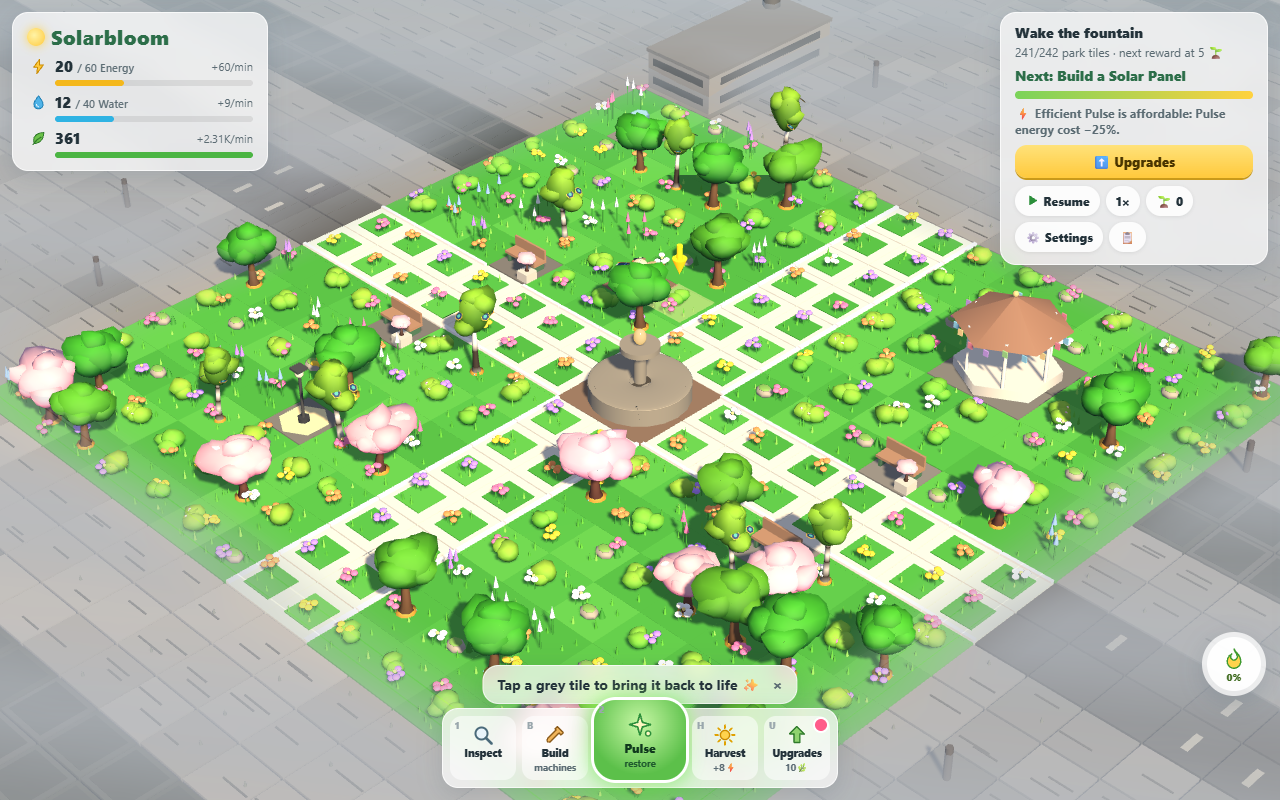 Solarbloom
20 / 60 Energy +60/min
12 / 40 Water +9/min
361 +2.31K/min
Wake the fountain
241/242 park tiles · next reward at 5
Next: Build a Solar Panel
Efficient Pulse is affordable: Pulse
energy cost −25%.
Upgrades
Resume 1× 0
Settings
0%
Tap a grey tile to bring it back to life ✨ ×
1 Inspect
B Build
machines
Pulse
restore
H Harvest
+8
U Upgrades
10